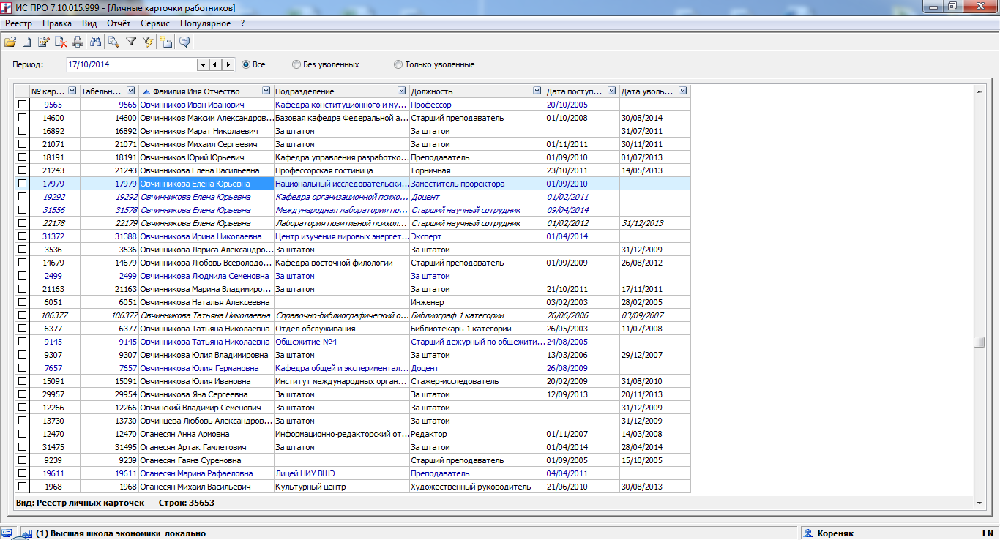 ИС ПРО 7.10.015.999 - [Личные карточки работников]
Реестр Правка Вид Отчёт Сервис Популярное ?
Период: 17/10/2014 Все Без уволенных Только уволенные
№ кар... Табельн... Фамилия Имя Отчество Подразделение Должность Дата поступ... Дата уволь...
9565 9565 Овчинников Иван Иванович Кафедра конституционного и му... Профессор 20/10/2005
14600 14600 Овчинников Максим Александров... Базовая кафедра Федеральной а... Старший преподаватель 01/10/2008 30/08/2014
16892 16892 Овчинников Марат Николаевич За штатом За штатом 31/07/2011
21071 21071 Овчинников Михаил Сергеевич За штатом За штатом 01/11/2011 30/11/2011
18191 18191 Овчинников Юрий Юрьевич Кафедра управления разработко... Преподаватель 01/09/2010 01/07/2013
21243 21243 Овчинникова Елена Васильевна Профессорская гостиница Горничная 23/10/2011 14/05/2013
17979 17979 Овчинникова Елена Юрьевна Национальный исследовательски... Заместитель проректора 01/09/2010
19292 19292 Овчинникова Елена Юрьевна Кафедра организационной психо... Доцент 01/02/2011
31556 31578 Овчинникова Елена Юрьевна Международная лаборатория по... Старший научный сотрудник 09/04/2014
22178 22179 Овчинникова Елена Юрьевна Лаборатория позитивной психол... Старший научный сотрудник 01/02/2012 31/12/2013
31372 31388 Овчинникова Ирина Николаевна Центр изучения мировых энергет... Эксперт 01/04/2014
3536 3536 Овчинникова Лариса Александро... За штатом За штатом 31/12/2009
14679 14679 Овчинникова Любовь Всеволодо... Кафедра восточной филологии Старший преподаватель 01/09/2009 26/08/2012
2499 2499 Овчинникова Людмила Семеновна За штатом За штатом
21163 21163 Овчинникова Марина Владимиро... За штатом За штатом 21/10/2011 17/11/2011
6051 6051 Овчинникова Наталья Алексеевна Инженер 03/02/2003 28/02/2005
106377 106377 Овчинникова Татьяна Николаевна Справочно-библиографический о... Библиограф 1 категории 26/06/2006 03/09/2007
6377 6377 Овчинникова Татьяна Николаевна Отдел обслуживания Библиотекарь 1 категории 26/05/2003 11/07/2008
9145 9145 Овчинникова Татьяна Николаевна Общежитие №4 Старший дежурный по общежити... 24/08/2005
9307 9307 Овчинникова Юлия Владимировна За штатом За штатом 13/03/2006 29/12/2007
7657 7657 Овчинникова Юлия Германовна Кафедра общей и эксперимента... Доцент 26/08/2009
15091 15091 Овчинникова Юлия Ивановна Институт международных орган... Стажер-исследователь 20/02/2009 31/08/2010
29957 29954 Овчинникова Яна Сергеевна За штатом За штатом 12/09/2013 20/11/2013
12266 12266 Овчинский Владимир Семенович За штатом За штатом 31/12/2009
13730 13730 Овчинцева Любовь Александров... За штатом За штатом 31/12/2009
12470 12470 Оганесян Анна Армовна Информационно-редакторский от... Редактор 01/11/2007 14/03/2008
31475 31495 Оганесян Артак Гамлетович За штатом За штатом 01/04/2014 28/04/2014
9239 9239 Оганесян Гаянэ Суреновна Старший преподаватель 01/09/2005 15/10/2005
19611 19611 Оганесян Марина Рафаеловна Лицей НИУ ВШЭ Преподаватель 04/04/2011
1968 1968 Оганесян Михаил Васильевич Культурный центр Художественный руководитель 21/06/2010 30/08/2013
Вид: Реестр личных карточек Строк: 35653
(1) Высшая школа экономики локально Кореняк EN